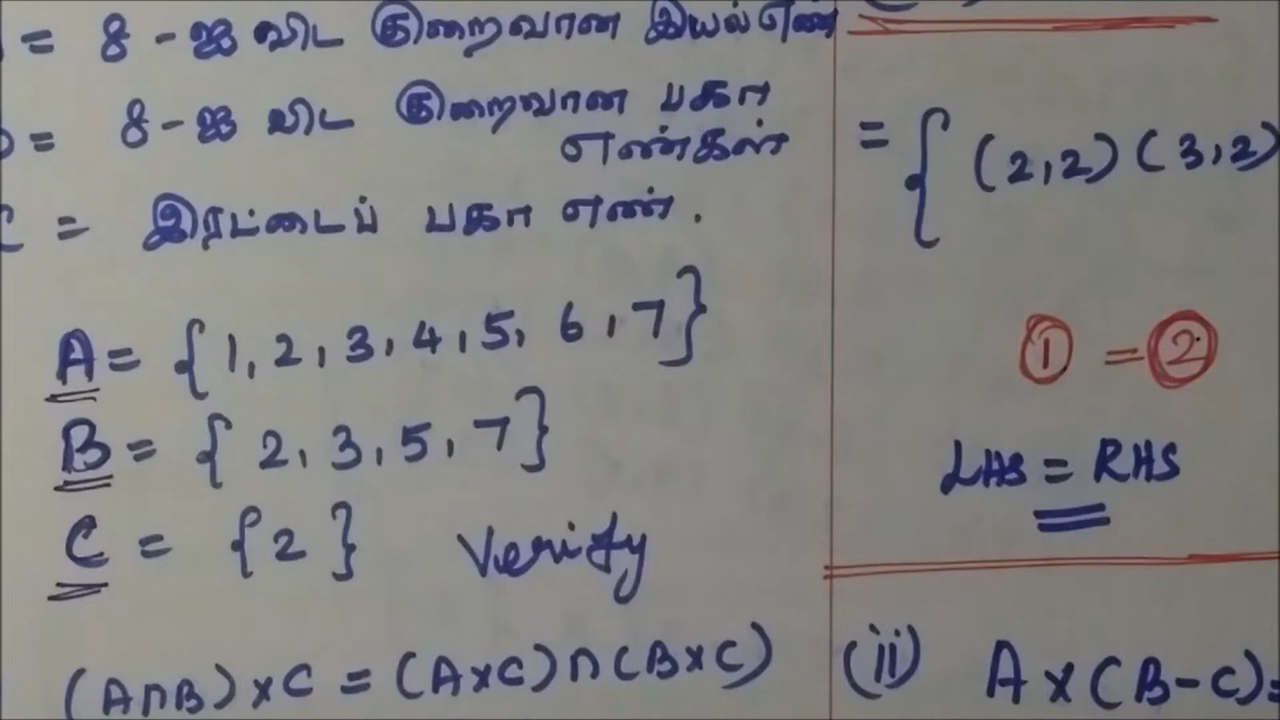 = 8 - ஐ விட குறைவான இயல்எண்
= 8 - ஐ விட குறைவான பகா
எண்கள்
C = இரட்டைப் பகா எண்.
A = {1, 2, 3, 4, 5, 6, 7}
B = { 2, 3, 5, 7}
C = {2} Verify
(A∩B)×C = (A×C)∩(B×C)
= { (2,2) (3,2)
① = ②
LHS = RHS
(ii) A×(B-C)=